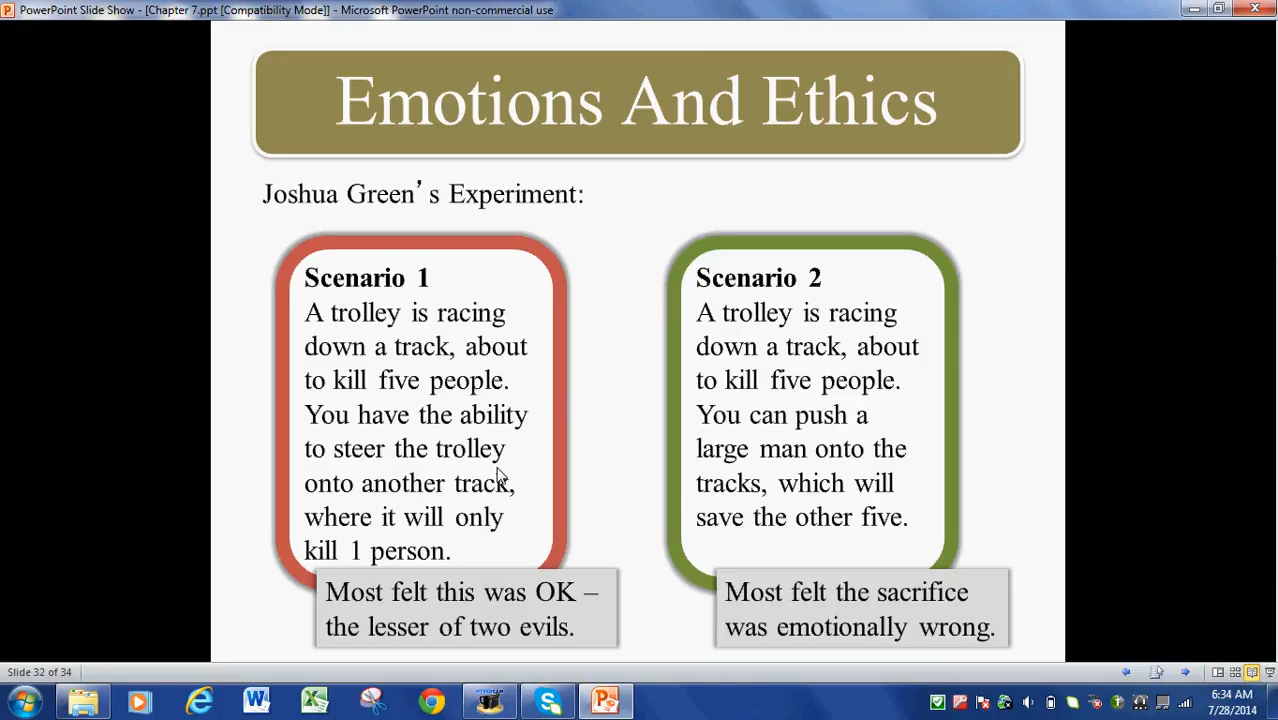 PowerPoint Slide Show - [Chapter 7.ppt [Compatibility Mode]] - Microsoft PowerPoint non-commercial use
Emotions And Ethics
Joshua Green’s Experiment:
Scenario 1
A trolley is racing
down a track, about
to kill five people.
You have the ability
to steer the trolley
onto another track,
where it will only
kill 1 person.
Most felt this was OK –
the lesser of two evils.
Scenario 2
A trolley is racing
down a track, about
to kill five people.
You can push a
large man onto the
tracks, which will
save the other five.
Most felt the sacrifice
was emotionally wrong.
Slide 32 of 34
HYPERCAM
6:34 AM
7/28/2014